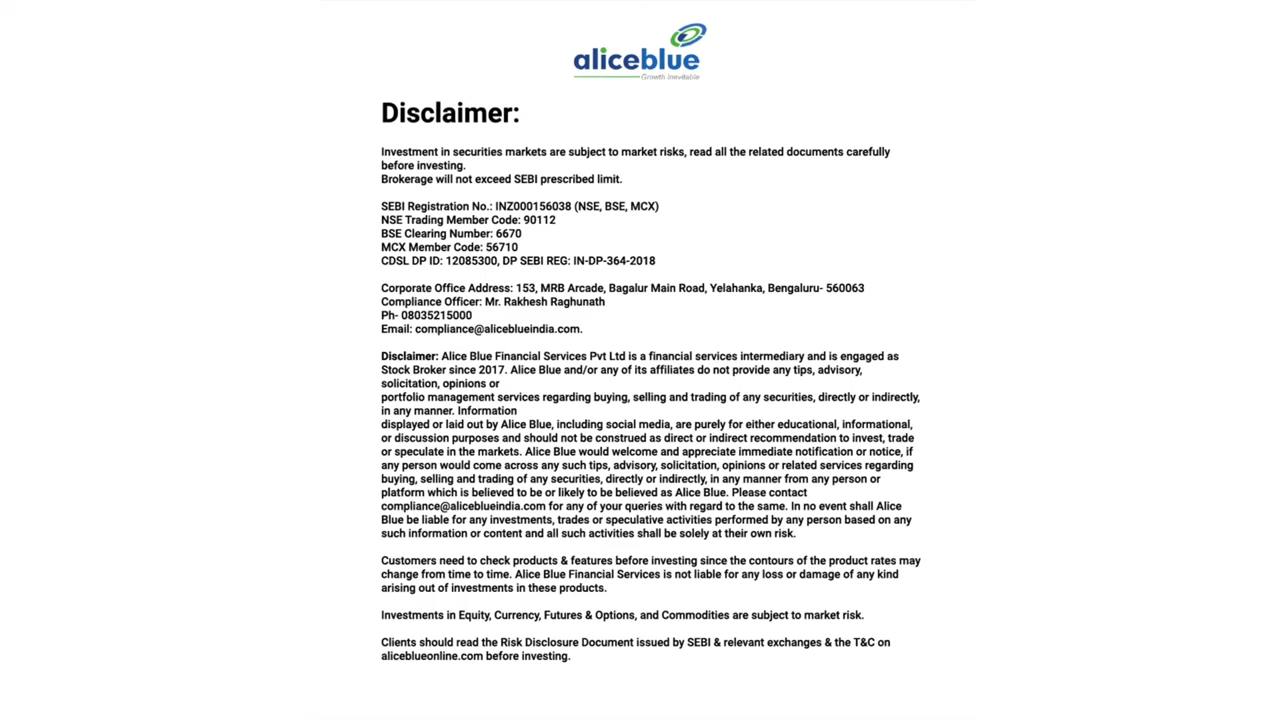 aliceblue
Growth Inevitable
Disclaimer:
Investment in securities markets are subject to market risks, read all the related documents carefully
before investing.
Brokerage will not exceed SEBI prescribed limit.
SEBI Registration No.: INZ000156038 (NSE, BSE, MCX)
NSE Trading Member Code: 90112
BSE Clearing Number: 6670
MCX Member Code: 56710
CDSL DP ID: 12085300, DP SEBI REG: IN-DP-364-2018
Corporate Office Address: 153, MRB Arcade, Bagalur Main Road, Yelahanka, Bengaluru- 560063
Compliance Officer: Mr. Rakhesh Raghunath
Ph- 08035215000
Email: compliance@aliceblueindia.com.
Disclaimer: Alice Blue Financial Services Pvt Ltd is a financial services intermediary and is engaged as
Stock Broker since 2017. Alice Blue and/or any of its affiliates do not provide any tips, advisory,
solicitation, opinions or
portfolio management services regarding buying, selling and trading of any securities, directly or indirectly,
in any manner. Information
displayed or laid out by Alice Blue, including social media, are purely for either educational, informational,
or discussion purposes and should not be construed as direct or indirect recommendation to invest, trade
or speculate in the markets. Alice Blue would welcome and appreciate immediate notification or notice, if
any person would come across any such tips, advisory, solicitation, opinions or related services regarding
buying, selling and trading of any securities, directly or indirectly, in any manner from any person or
platform which is believed to be or likely to be believed as Alice Blue. Please contact
compliance@aliceblueindia.com for any of your queries with regard to the same. In no event shall Alice
Blue be liable for any investments, trades or speculative activities performed by any person based on any
such information or content and all such activities shall be solely at their own risk.
Customers need to check products & features before investing since the contours of the product rates may
change from time to time. Alice Blue Financial Services is not liable for any loss or damage of any kind
arising out of investments in these products.
Investments in Equity, Currency, Futures & Options, and Commodities are subject to market risk.
Clients should read the Risk Disclosure Document issued by SEBI & relevant exchanges & the T&C on
aliceblueonline.com before investing.